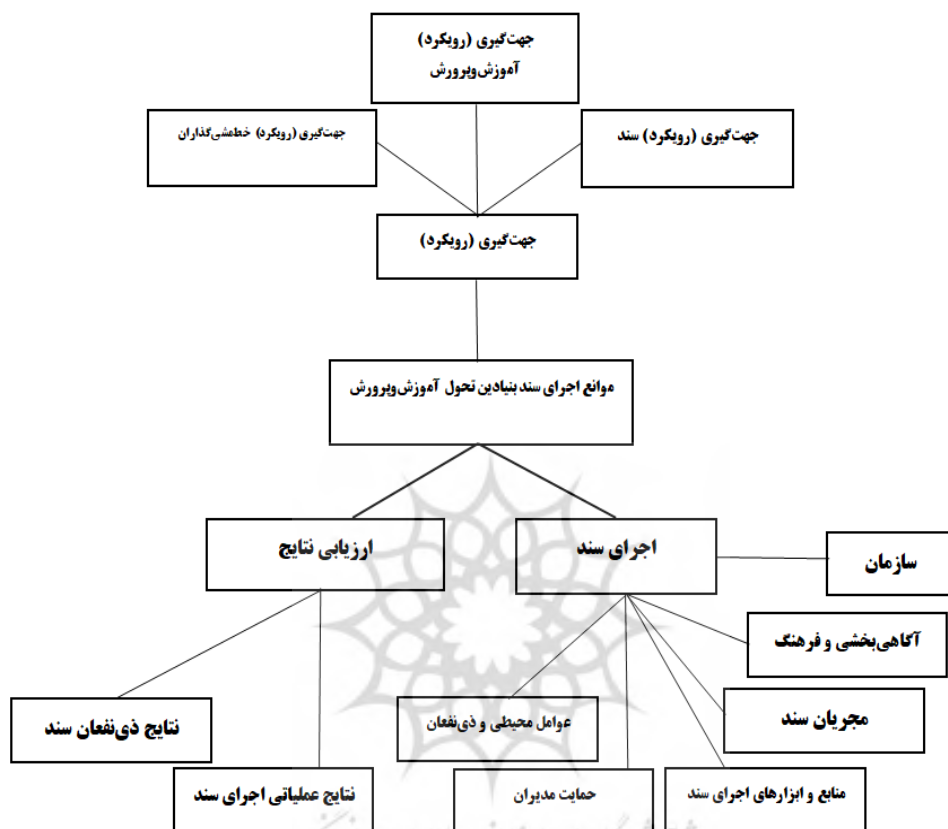 جهت‌گیری (رویکرد)
آموزش‌وپرورش
جهت‌گیری (رویکرد) سند
جهت‌گیری (رویکرد) خط‌مشی‌گذاران
جهت‌گیری (رویکرد)
موانع اجرای سند بنیادین تحول آموزش‌وپرورش
اجرای سند
ارزیابی نتایج
سازمان
آگاهی‌بخشی و فرهنگ
مجریان سند
عوامل محیطی و ذی‌نفعان
نتایج ذی‌نفعان سند
منابع و ابزارهای اجرای سند
حمایت مدیران
نتایج عملیاتی اجرای سند